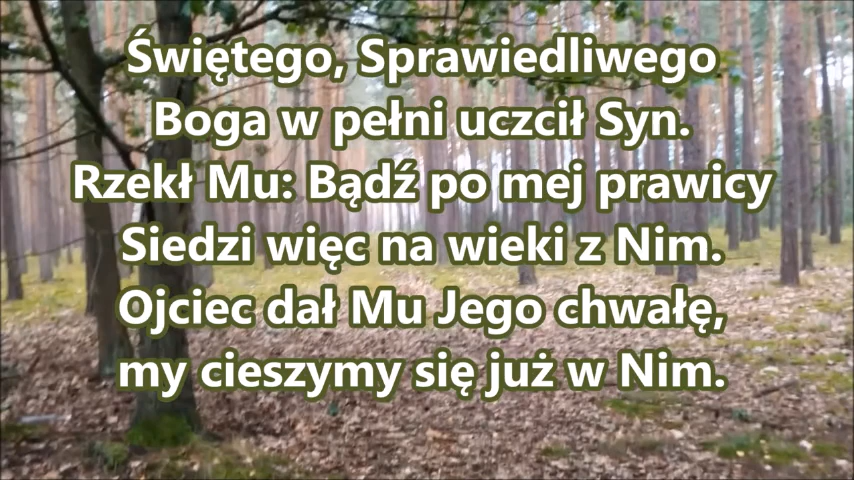 Świętego, Sprawiedliwego
Boga w pełni uczcił Syn.
Rzekł Mu: Bądź po mej prawicy
Siedzi więc na wieki z Nim.
Ojciec dał Mu Jego chwałę,
my cieszymy się już w Nim.